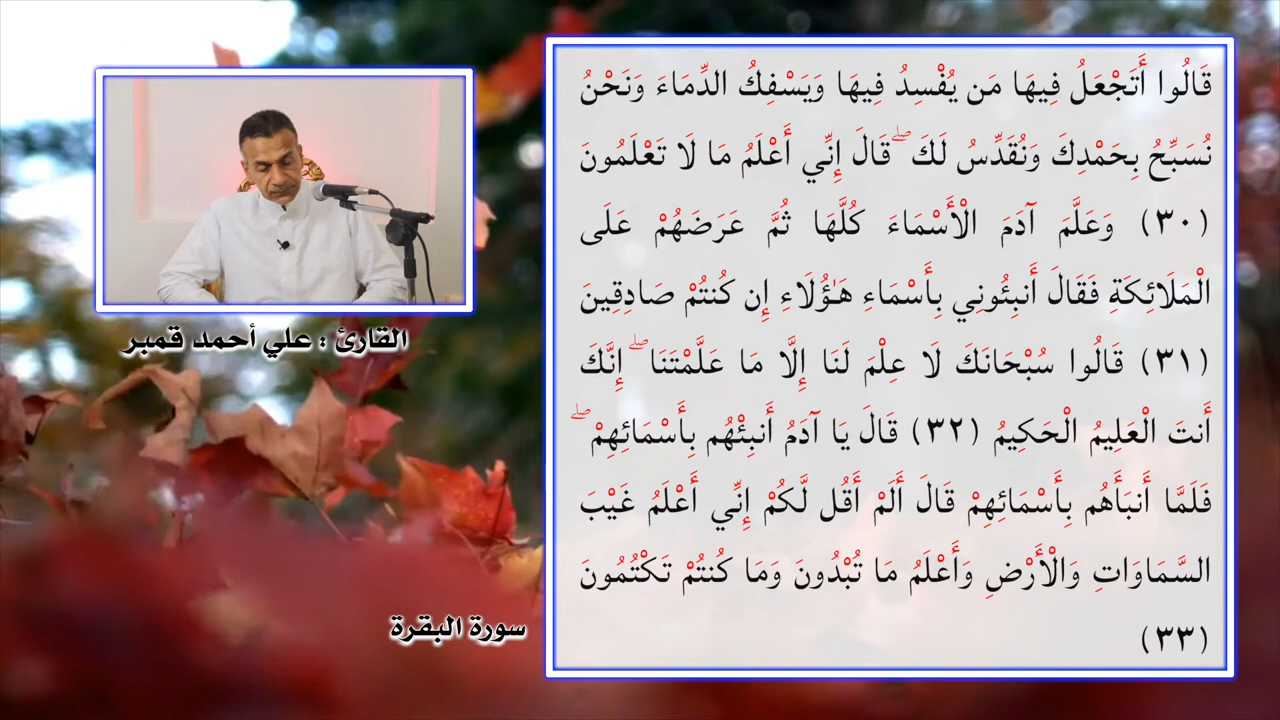 قَالُوا أَتَجْعَلُ فِيهَا مَن يُفْسِدُ فِيهَا وَيَسْفِكُ الدِّمَاءَ وَنَحْنُ
نُسَبِّحُ بِحَمْدِكَ وَنُقَدِّسُ لَكَ ۖ قَالَ إِنِّي أَعْلَمُ مَا لَا تَعْلَمُونَ
(٣٠) وَعَلَّمَ آدَمَ الْأَسْمَاءَ كُلَّهَا ثُمَّ عَرَضَهُمْ عَلَى
الْمَلَائِكَةِ فَقَالَ أَنبِئُونِي بِأَسْمَاءِ هَٰؤُلَاءِ إِن كُنتُمْ صَادِقِينَ
(٣١) قَالُوا سُبْحَانَكَ لَا عِلْمَ لَنَا إِلَّا مَا عَلَّمْتَنَا ۖ إِنَّكَ
أَنتَ الْعَلِيمُ الْحَكِيمُ (٣٢) قَالَ يَا آدَمُ أَنبِئْهُم بِأَسْمَائِهِمْ ۖ
فَلَمَّا أَنبَأَهُم بِأَسْمَائِهِمْ قَالَ أَلَمْ أَقُل لَّكُمْ إِنِّي أَعْلَمُ غَيْبَ
السَّمَاوَاتِ وَالْأَرْضِ وَأَعْلَمُ مَا تُبْدُونَ وَمَا كُنتُمْ تَكْتُمُونَ
(٣٣)
القارئ : علي أحمد قمبر
سورة البقرة